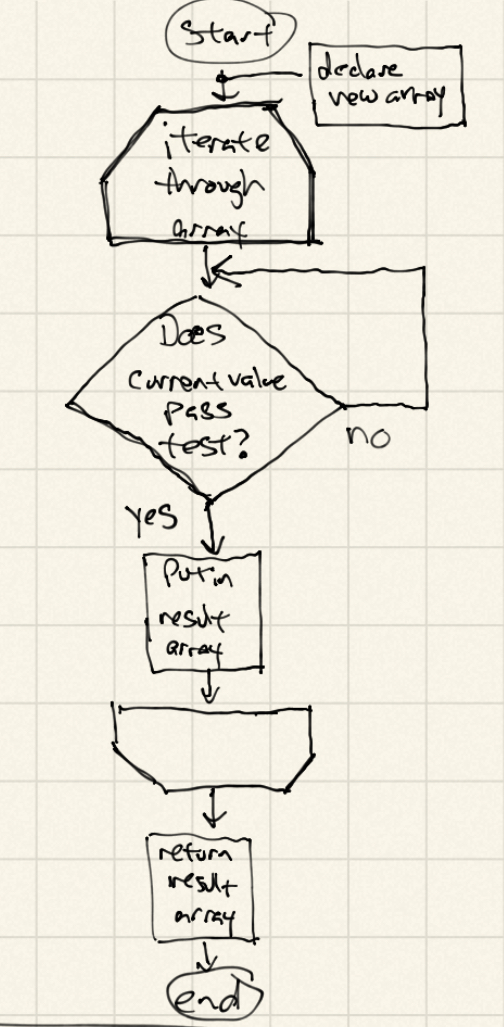 Start
declare
new array
iterate
through
array
Does
Current value
pass
test?
no
yes
Put in
result
array
return
result
array
end